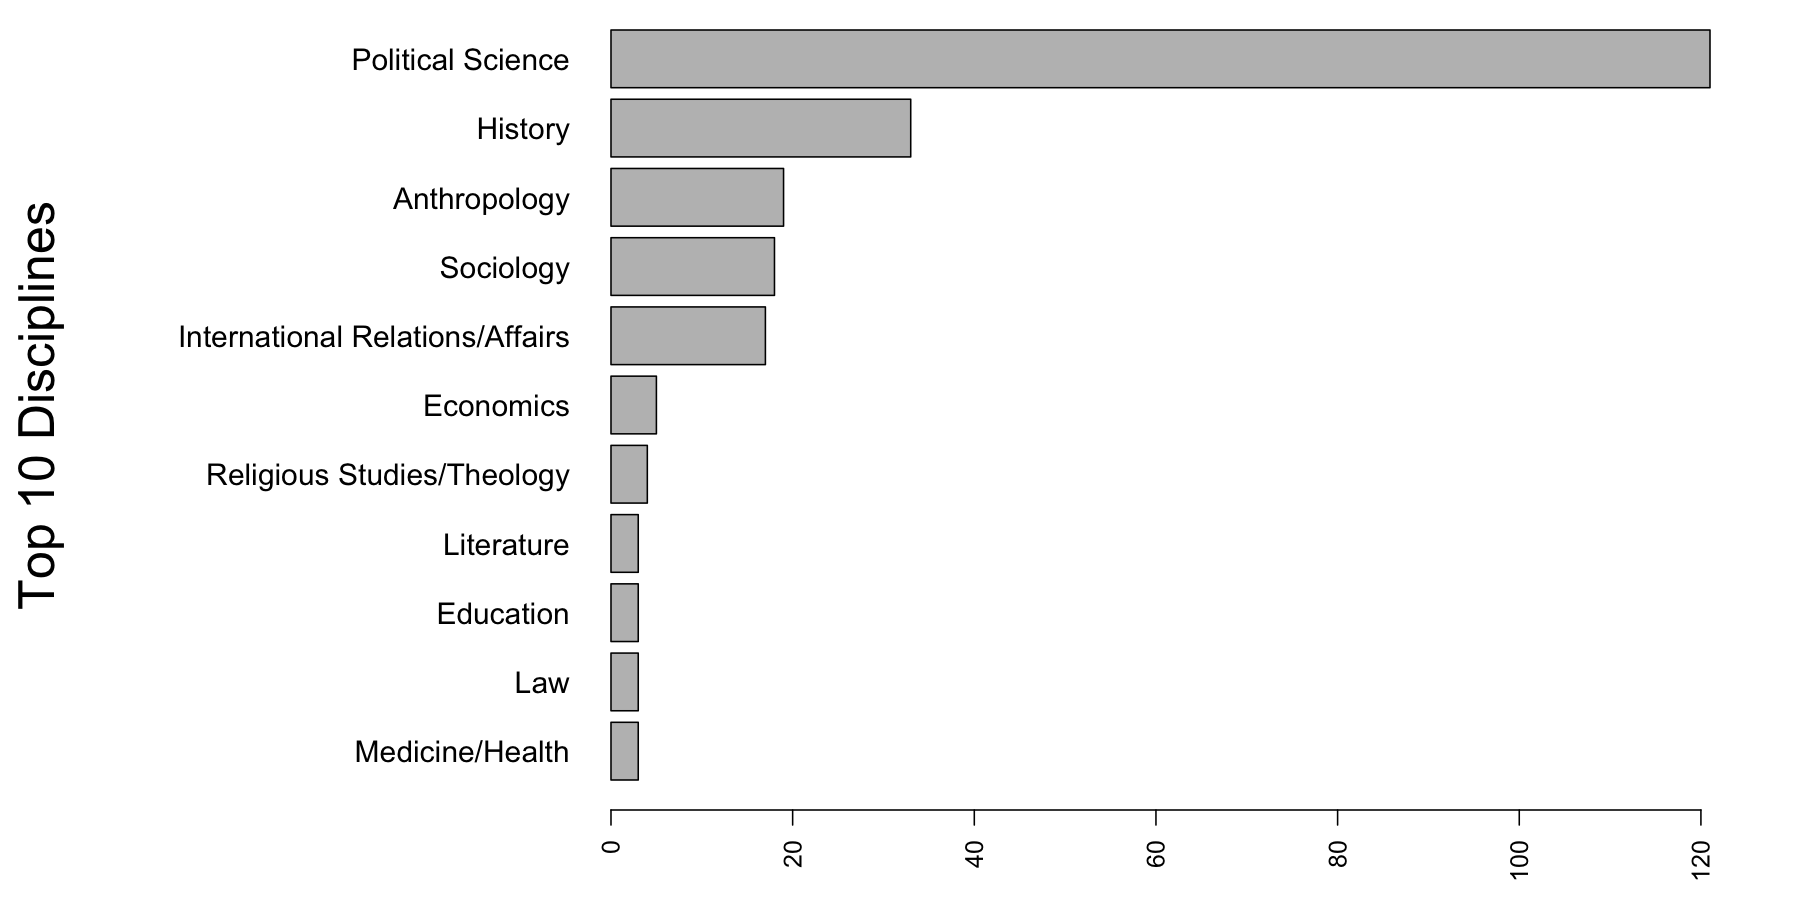 Top 10 Disciplines
Political Science
History
Anthropology
Sociology
International Relations/Affairs
Economics
Religious Studies/Theology
Literature
Education
Law
Medicine/Health
0 20 40 60 80 100 120